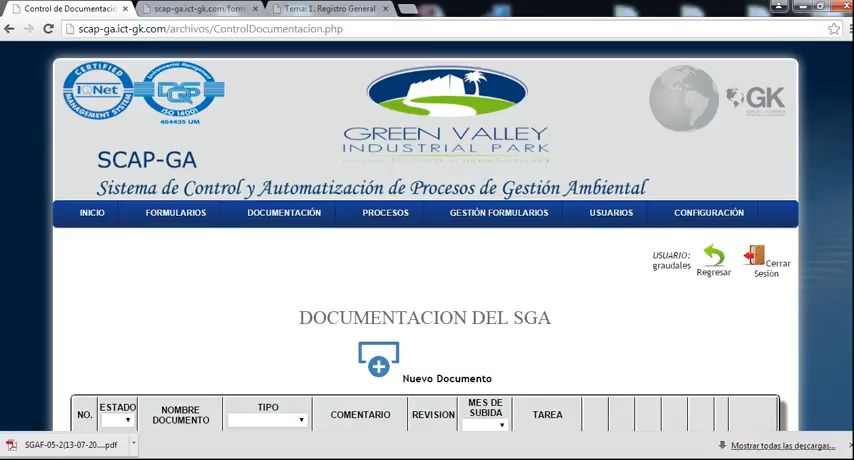 Control de Documentacio
scap-ga.ict-gk.com/form
Tema: 1. Registro General
scap-ga.ict-gk.com/archivos/ControlDocumentacion.php
CERTIFIED
IQNet
MANAGEMENT SYSTEM
DQS
ISO 14001
464435 UM
GREEN VALLEY
INDUSTRIAL PARK
GK
SCAP-GA
Sistema de Control y Automatización de Procesos de Gestión Ambiental
INICIO FORMULARIOS DOCUMENTACIÓN PROCESOS GESTIÓN FORMULARIOS USUARIOS CONFIGURACIÓN
USUARIO:
graudales
Regresar
Cerrar
Sesión
DOCUMENTACION DEL SGA
Nuevo Documento
NO. ESTADO NOMBRE DOCUMENTO TIPO COMENTARIO REVISION MES DE SUBIDA TAREA
SGAF-05-2(13-07-20....pdf
Mostrar todas las descargas...